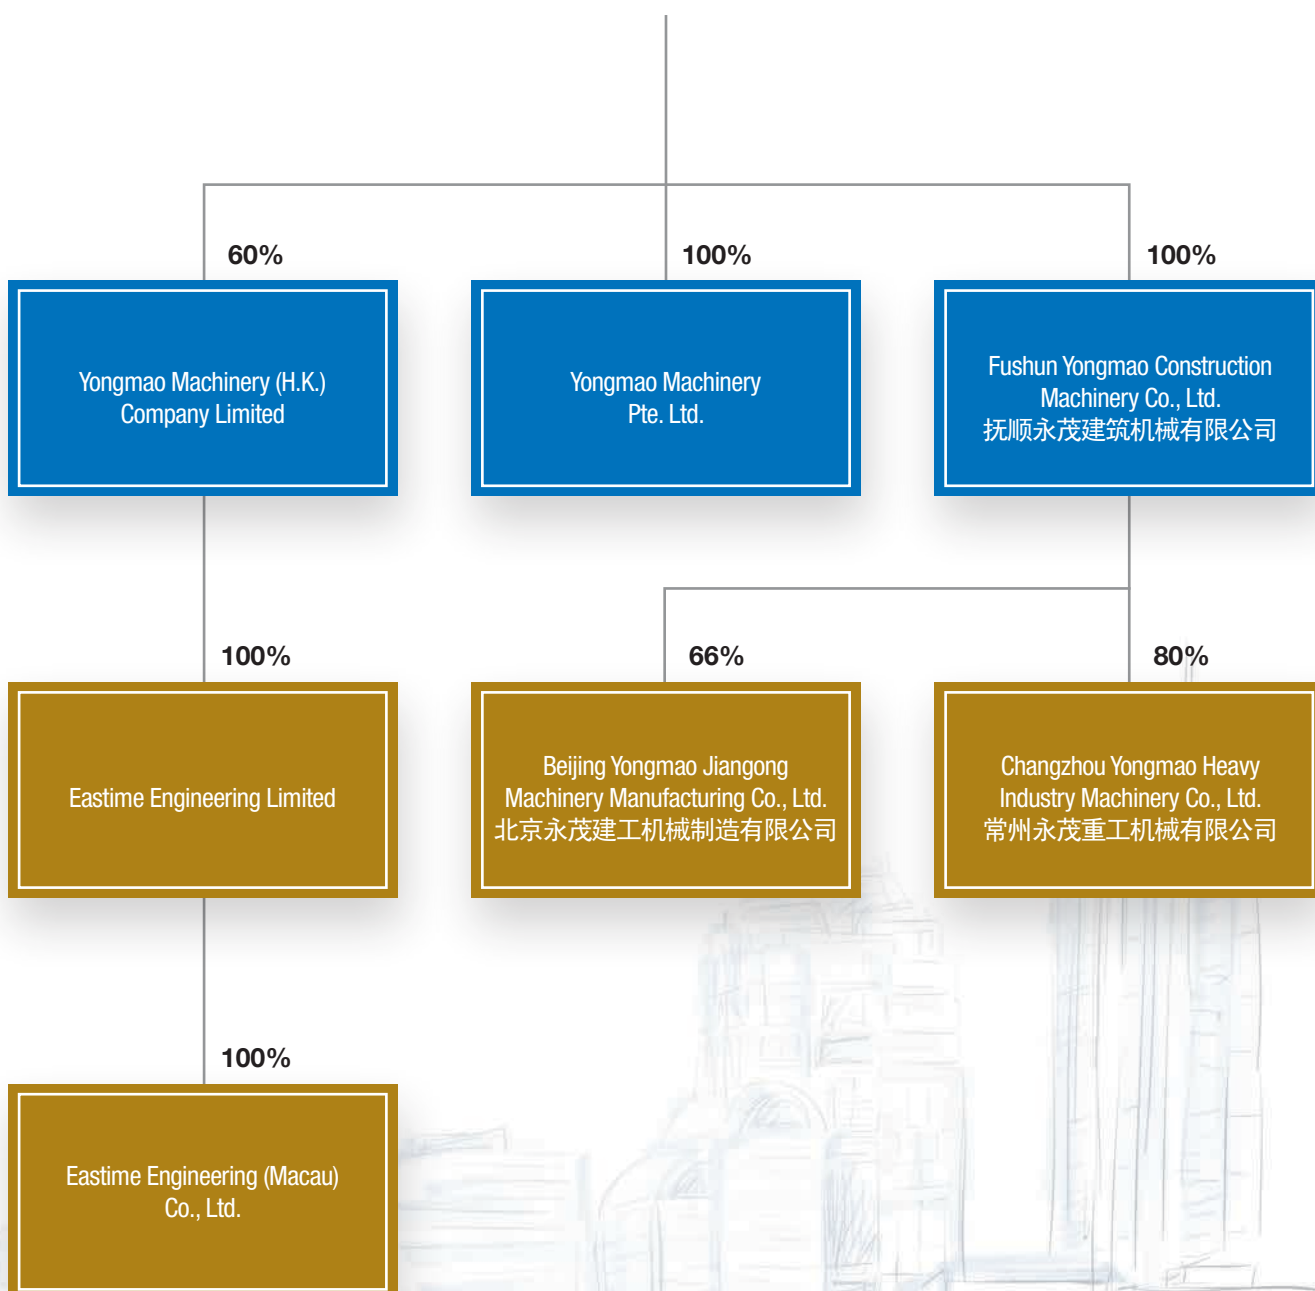 60%
100%
100%
Yongmao Machinery (H.K.)
Company Limited
Yongmao Machinery
Pte. Ltd.
Fushun Yongmao Construction
Machinery Co., Ltd.
抚顺永茂建筑机械有限公司
100%
66%
80%
Eastime Engineering Limited
Beijing Yongmao Jiangong
Machinery Manufacturing Co., Ltd.
北京永茂建工机械制造有限公司
Changzhou Yongmao Heavy
Industry Machinery Co., Ltd.
常州永茂重工机械有限公司
100%
Eastime Engineering (Macau)
Co., Ltd.